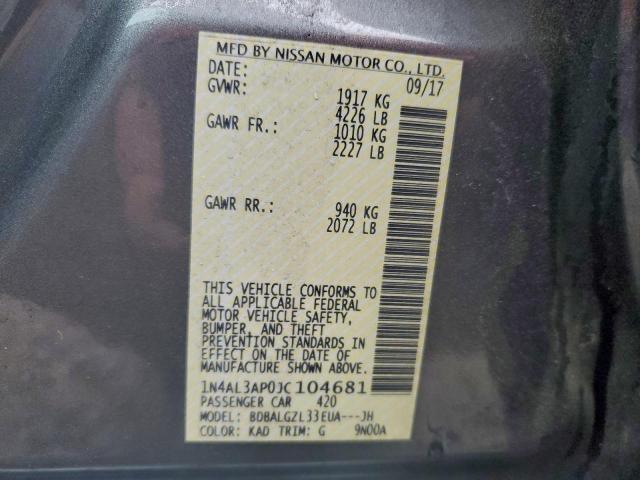 MFD BY NISSAN MOTOR CO., LTD.
DATE: 09/17
GVWR: 1917 KG
4226 LB
GAWR FR.: 1010 KG
2227 LB
GAWR RR.: 940 KG
2072 LB
THIS VEHICLE CONFORMS TO
ALL APPLICABLE FEDERAL
MOTOR VEHICLE SAFETY,
BUMPER, AND THEFT
PREVENTION STANDARDS IN
EFFECT ON THE DATE OF
MANUFACTURE SHOWN ABOVE.
1N4AL3AP0JC104681
PASSENGER CAR 420
MODEL: BDBALGZL33EUA---JH
COLOR: KAD TRIM: G 9N00A